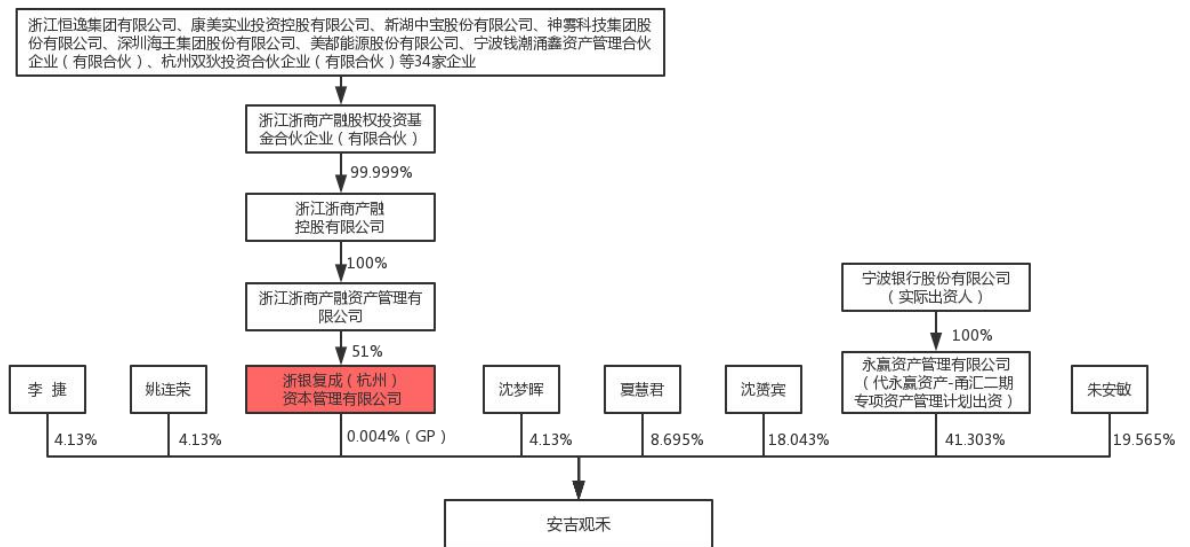 浙江恒逸集团有限公司、康美实业投资控股有限公司、新湖中宝股份有限公司、神雾科技集团股
份有限公司、深圳海王集团股份有限公司、美都能源股份有限公司、宁波钱潮涌鑫资产管理合伙
企业（有限合伙）、杭州双狄投资合伙企业（有限合伙）等34家企业
浙江浙商产融股权投资基
金合伙企业（有限合伙）
99.999%
浙江浙商产融
控股有限公司
100%
浙江浙商产融资产管理有
限公司
51%
宁波银行股份有限公司
（实际出资人）
100%
李 捷
姚连荣
浙银复成（杭州）
资本管理有限公司
沈梦晖
夏慧君
沈赟宾
永赢资产管理有限公司
（代永赢资产-甬汇二期
专项资产管理计划出资）
朱安敏
4.13%
4.13%
0.004%（GP）
4.13%
8.695%
18.043%
41.303%
19.565%
安吉观禾